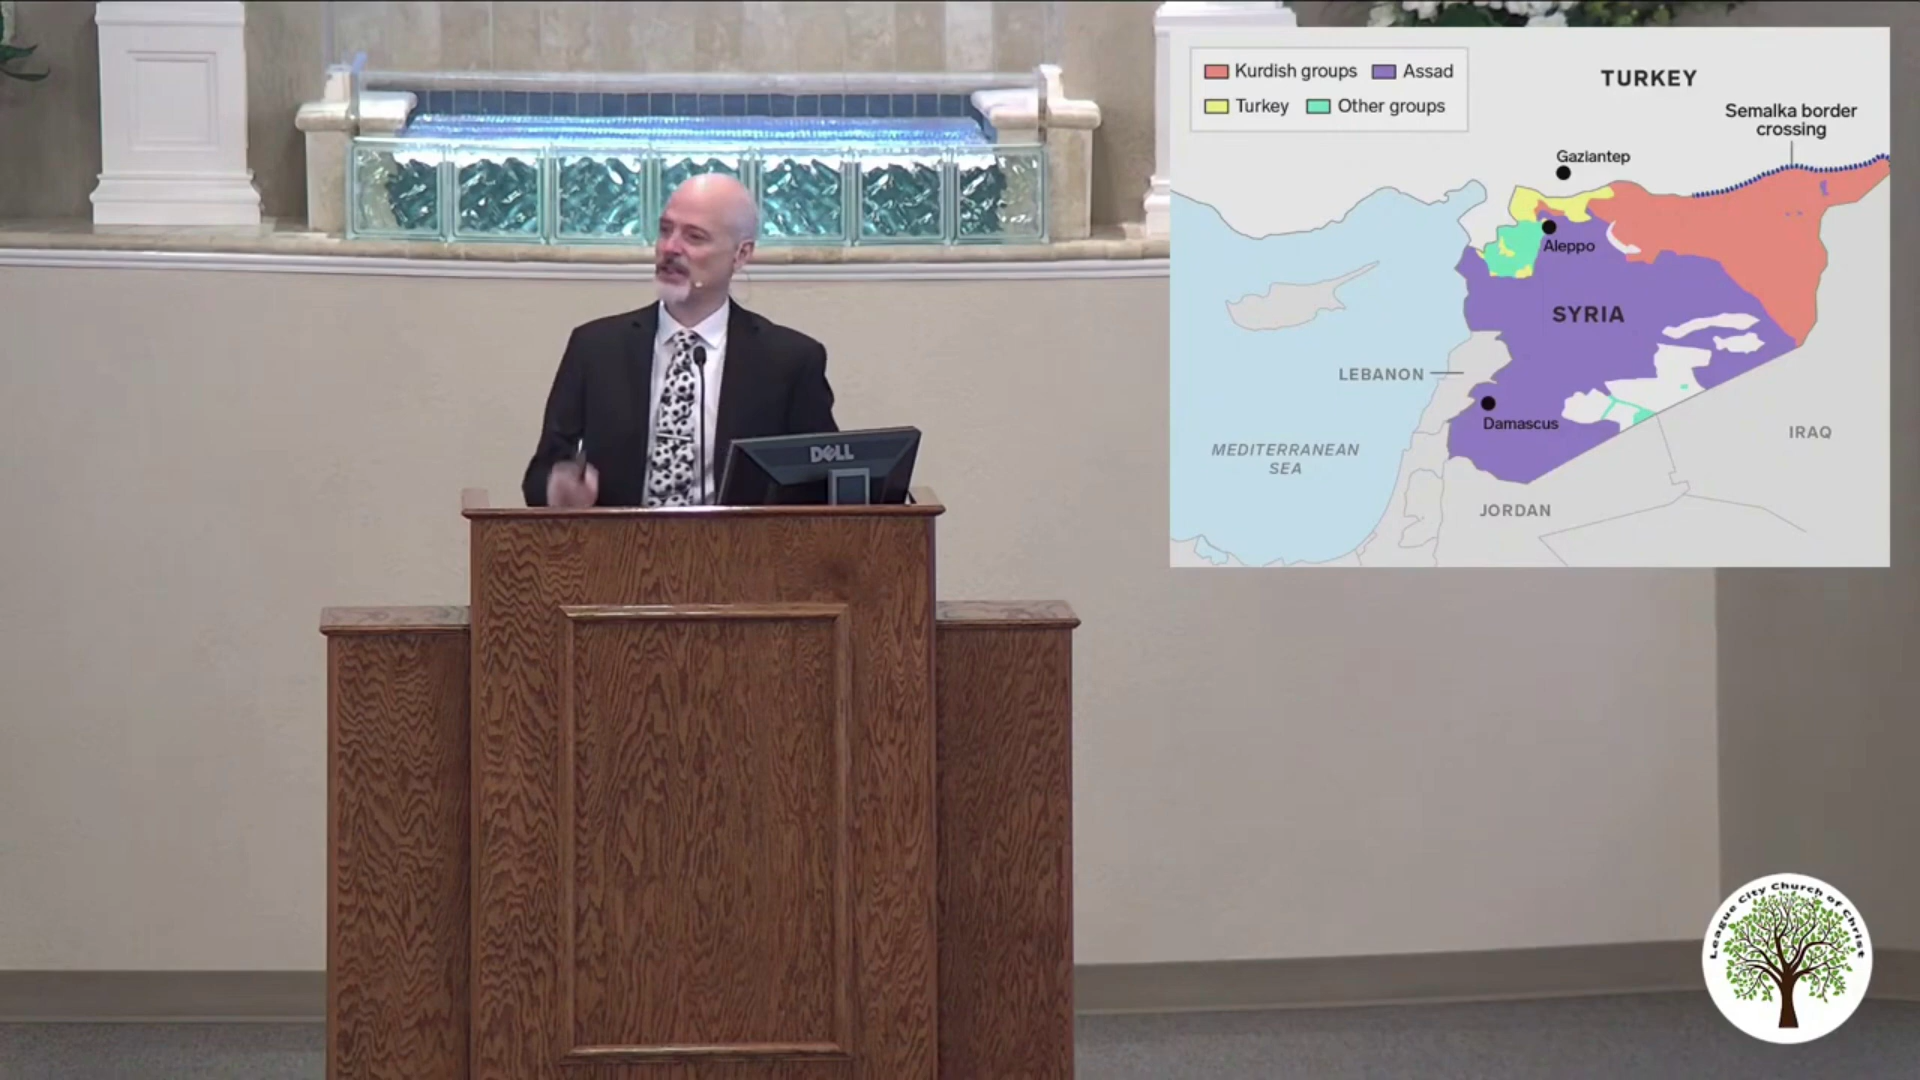 Kurdish groups
Assad
Turkey
Other groups
TURKEY
Semalka border
crossing
Gaziantep
Aleppo
SYRIA
LEBANON
Damascus
MEDITERRANEAN
SEA
IRAQ
JORDAN
DELL
League City Church of Christ